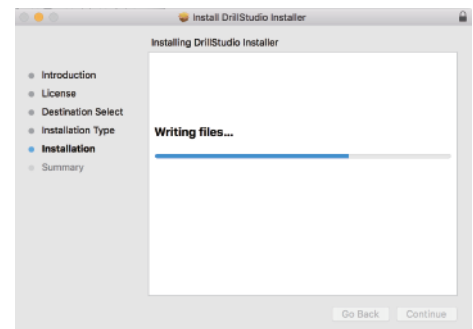 Install DrillStudio Installer
Installing DrillStudio Installer
Introduction
License
Destination Select
Installation Type
Installation
Summary
Writing files...
Go Back
Continue